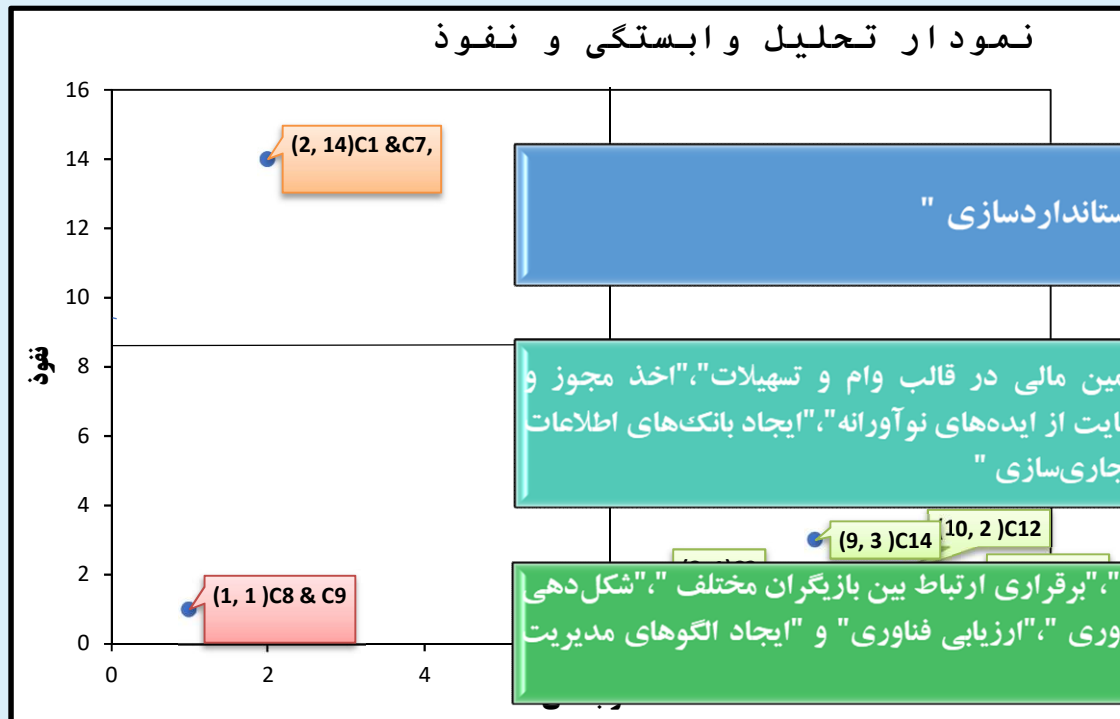 نمودار تحلیل وابستگی و نفوذ
16
14
12
10
8
6
4
2
0
نفوذ
0
2
4
(2, 14)C1 &C7,
ستانداردسازی "
مین مالی در قالب وام و تسهیلات"،"اخذ مجوز و
ایت از ایده‌های نوآورانه"،"ایجاد بانک‌های اطلاعات
جاری‌سازی "
(10, 2 )C12
(9, 3 )C14
(1, 1 )C8 & C9
"،"برقراری ارتباط بین بازیگران مختلف "،"شکل‌دهی
وری "،"ارزیابی فناوری" و "ایجاد الگوهای مدیریت